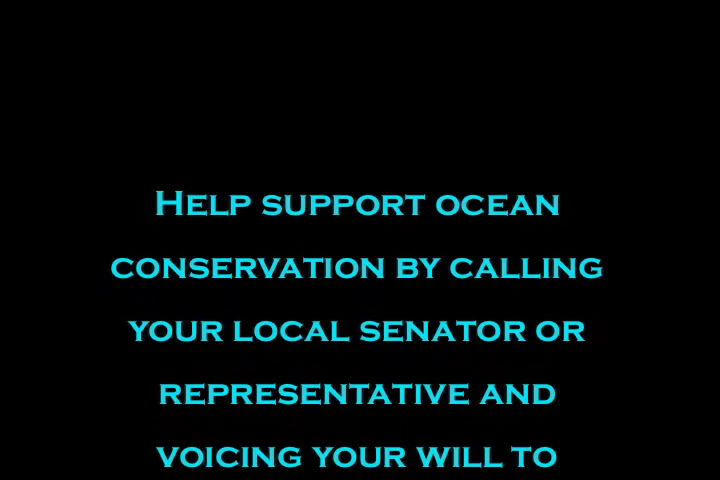 Help support ocean
conservation by calling
your local senator or
representative and
voicing your will to